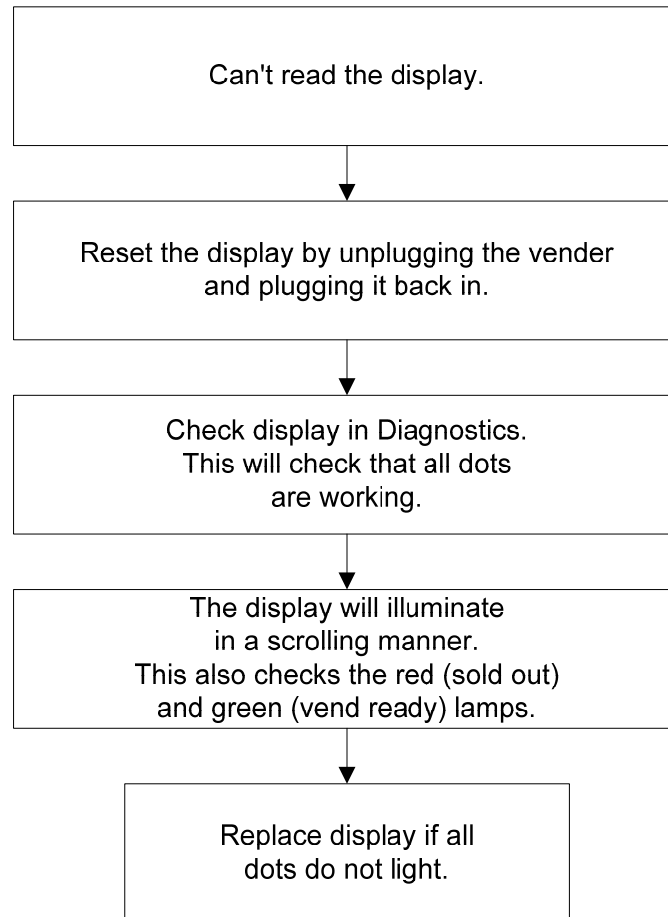 Can't read the display.
Reset the display by unplugging the vender
and plugging it back in.
Check display in Diagnostics.
This will check that all dots
are working.
The display will illuminate
in a scrolling manner.
This also checks the red (sold out)
and green (vend ready) lamps.
Replace display if all
dots do not light.